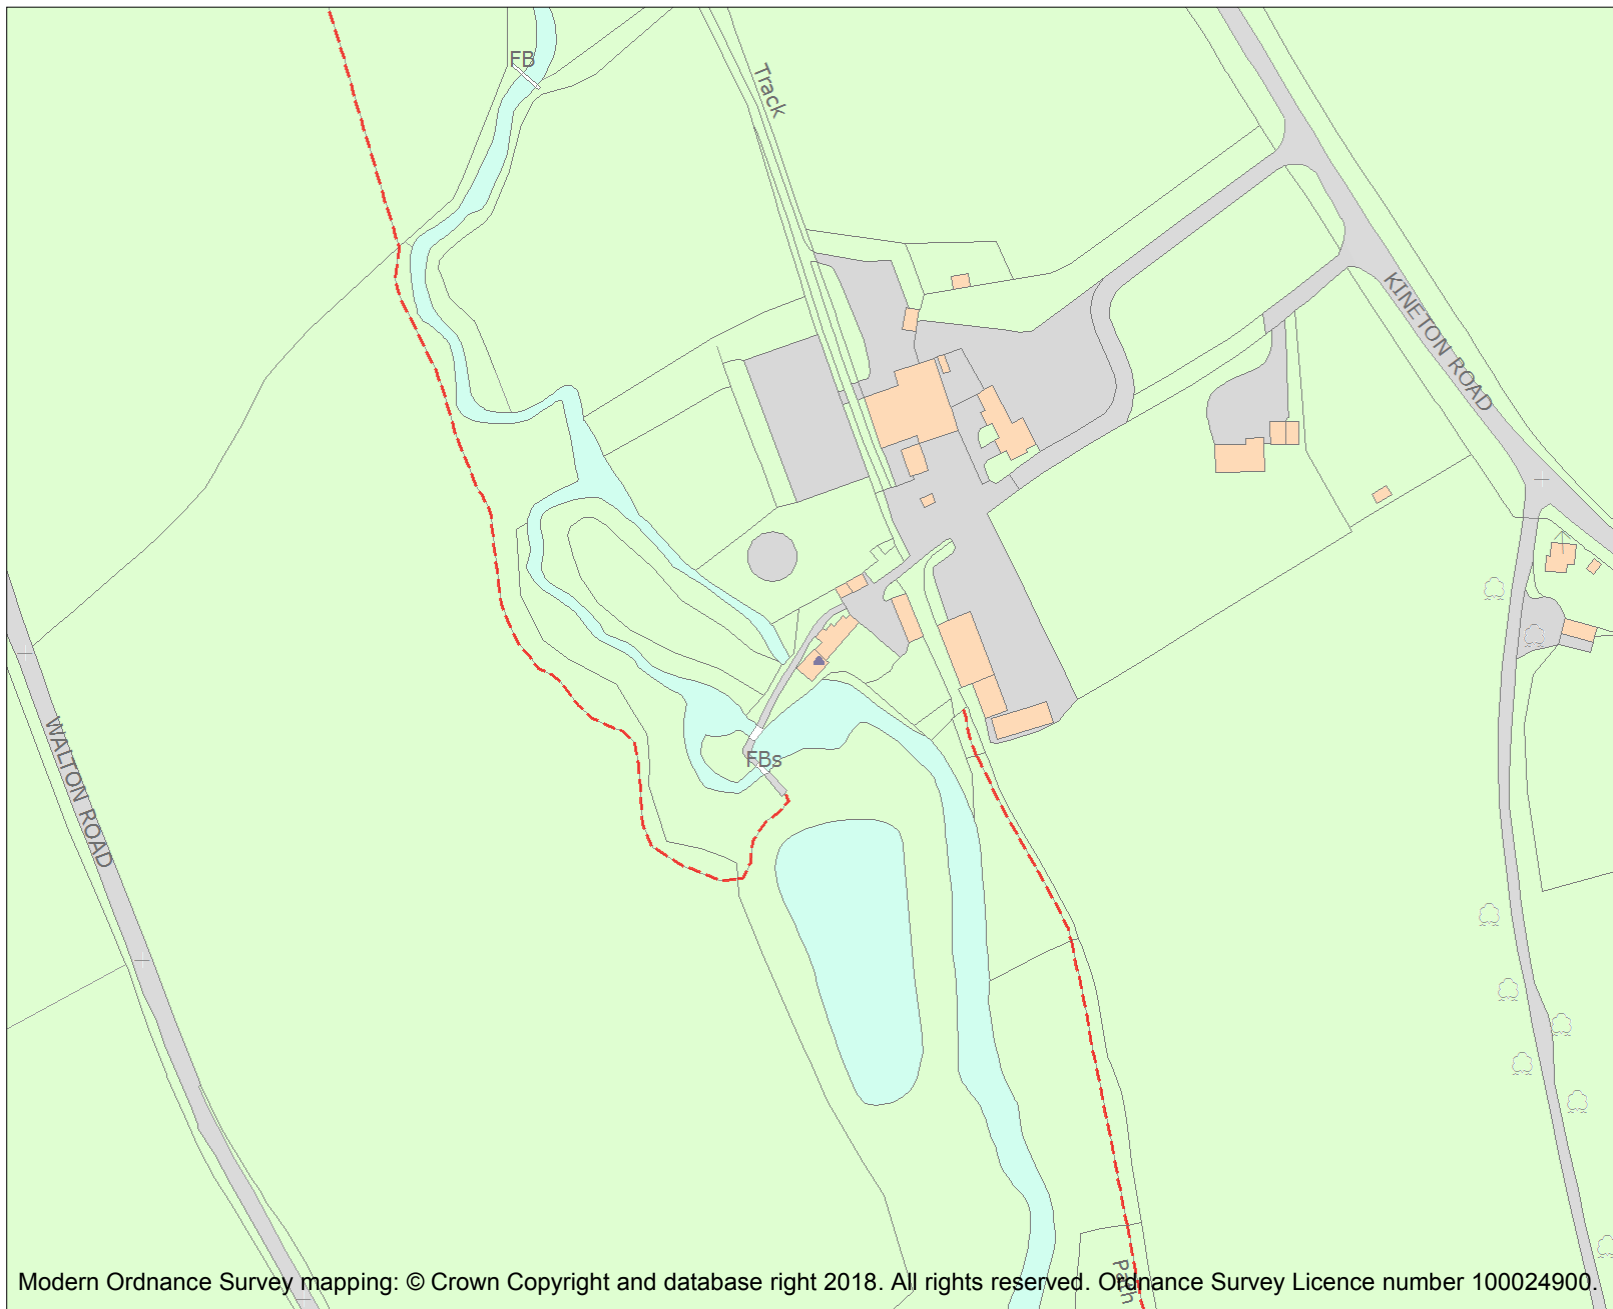 FB
Track
KINETON ROAD
WALTON ROAD
FBs
Path
Modern Ordnance Survey mapping: © Crown Copyright and database right 2018. All rights reserved. Ordnance Survey Licence number 100024900.